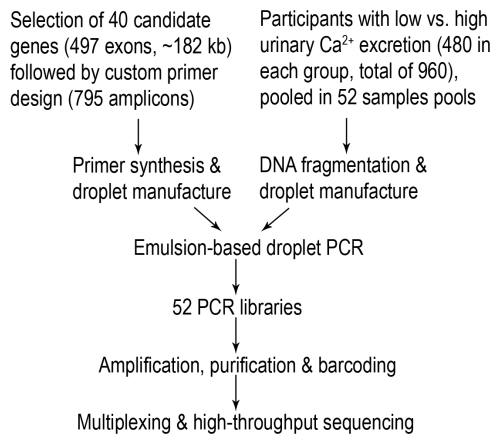 Selection of 40 candidate
genes (497 exons, ~182 kb)
followed by custom primer
design (795 amplicons)
Participants with low vs. high
urinary Ca²⁺ excretion (480 in
each group, total of 960),
pooled in 52 samples pools
Primer synthesis &
droplet manufacture
DNA fragmentation &
droplet manufacture
Emulsion-based droplet PCR
52 PCR libraries
Amplification, purification & barcoding
Multiplexing & high-throughput sequencing